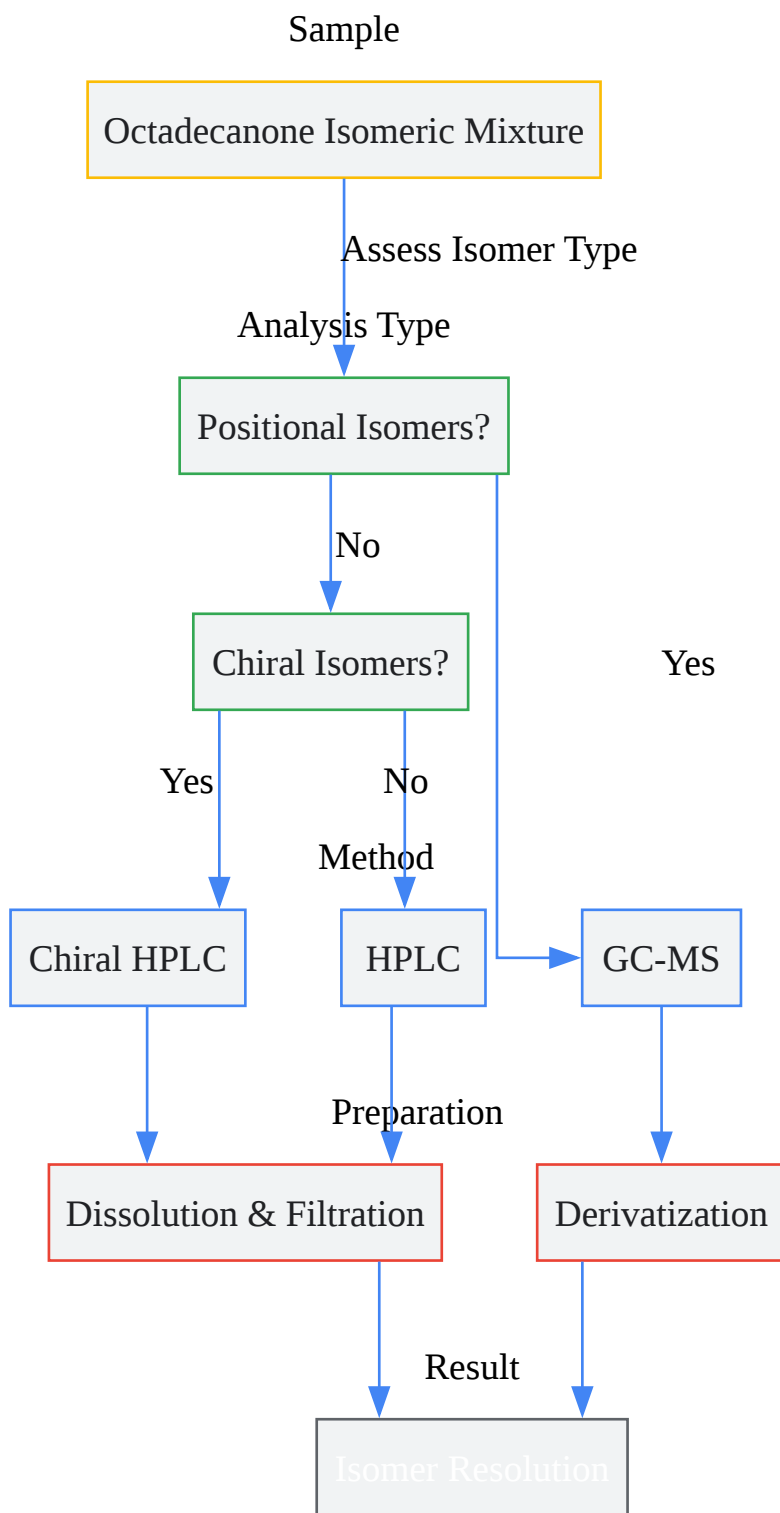 Sample
Octadecanone Isomeric Mixture
Assess Isomer Type
Analysis Type
Positional Isomers?
No
Chiral Isomers?
Yes
Yes
No
Method
Chiral HPLC
HPLC
GC-MS
Preparation
Dissolution & Filtration
Derivatization
Result
Isomer Resolution